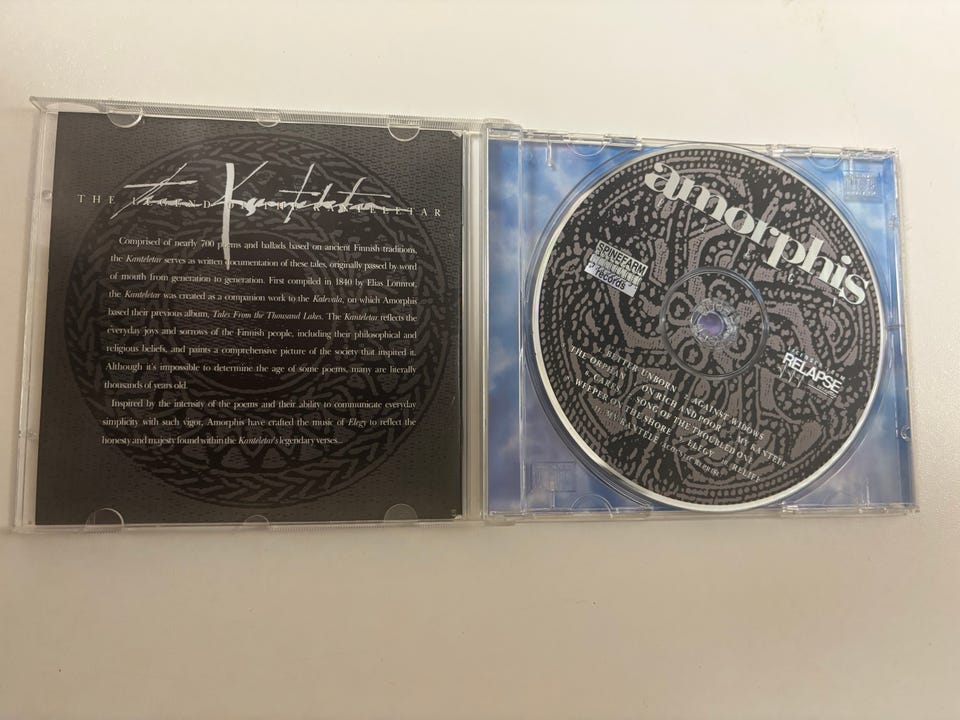 the Kanteletar
THE LEGEND OF THE KANTELETAR
Comprised of nearly 700 poems and ballads based on ancient Finnish traditions,
the Kanteletar serves as written documentation of these tales, originally passed by word
of mouth from generation to generation. First compiled in 1840 by Elias Lonnrot,
the Kanteletar was created as a companion work to the Kalevala, on which Amorphis
based their previous album, Tales From the Thousand Lakes. The Kanteletar reflects the
everyday joys and sorrows of the Finnish people, including their philosophical and
religious beliefs, and paints a comprehensive picture of the society that inspired it.
Although it's impossible to determine the age of some poems, many are literally
thousands of years old.
Inspired by the intensity of the poems and their ability to communicate everyday
simplicity with such vigor, Amorphis have crafted the music of Elegy to reflect the
honesty and majesty found within the Kanteletar's legendary verses...
amorphis
SPINEFARM
records
RELAPSE
BETTER UNBORN AGAINST WIDOWS
THE ORPHAN ON RICH AND POOR MY KANTELE
CARES SONG OF THE TROUBLED ONE
WEEPER ON THE SHORE ELEGY RELIEF
MY KANTELE ACOUSTIC REPRISE